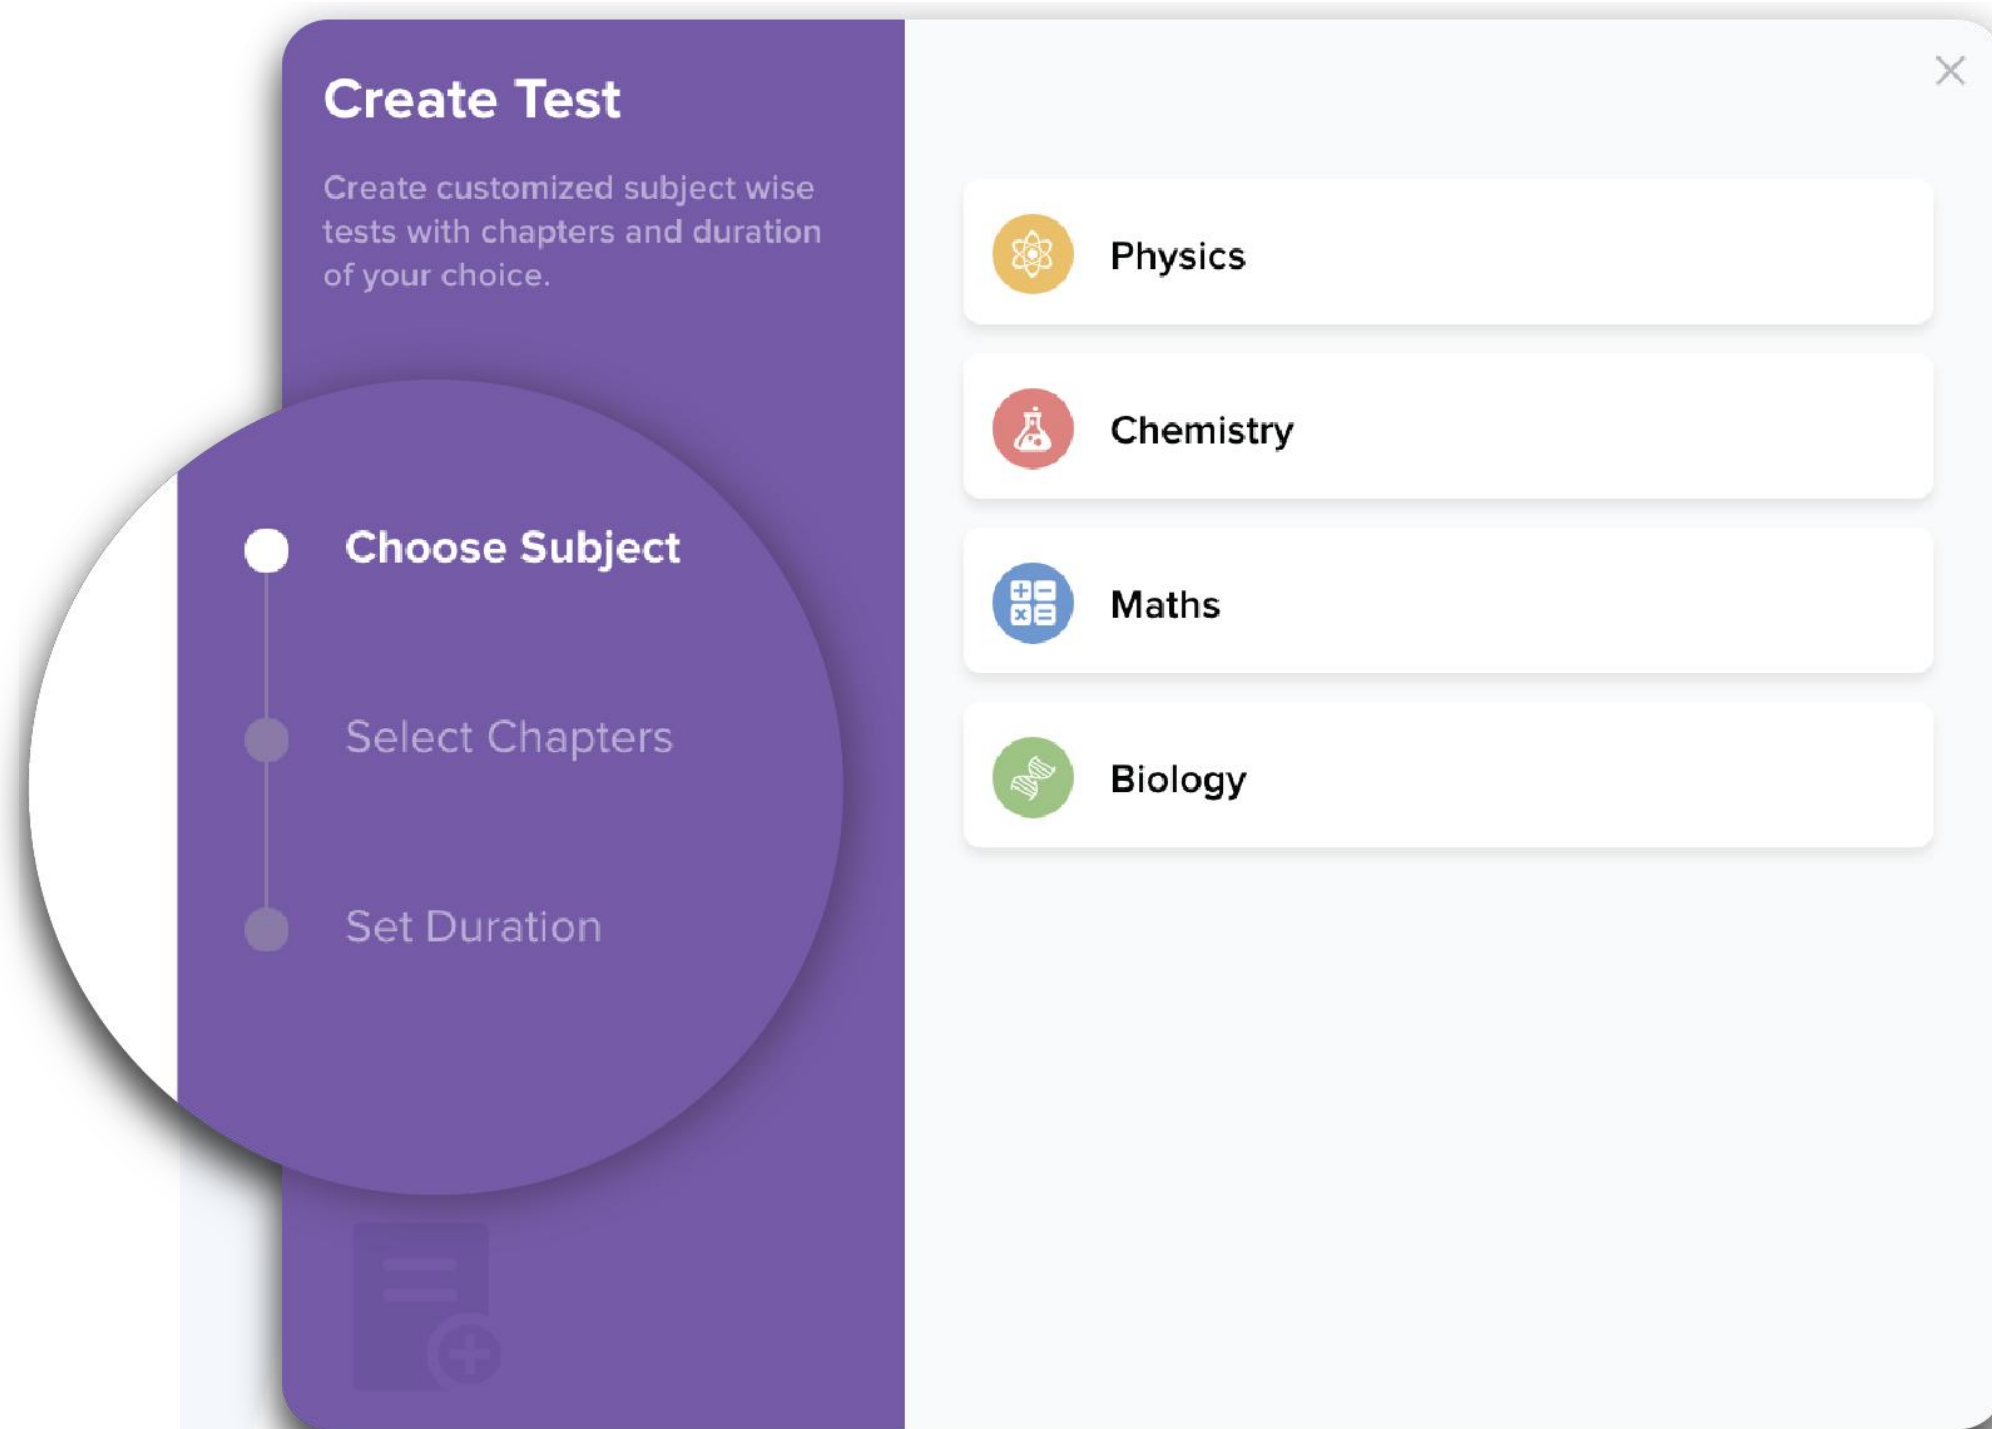 Create Test
Create customized subject wise
tests with chapters and duration
of your choice.
Choose Subject
Select Chapters
Set Duration
Physics
Chemistry
Maths
Biology